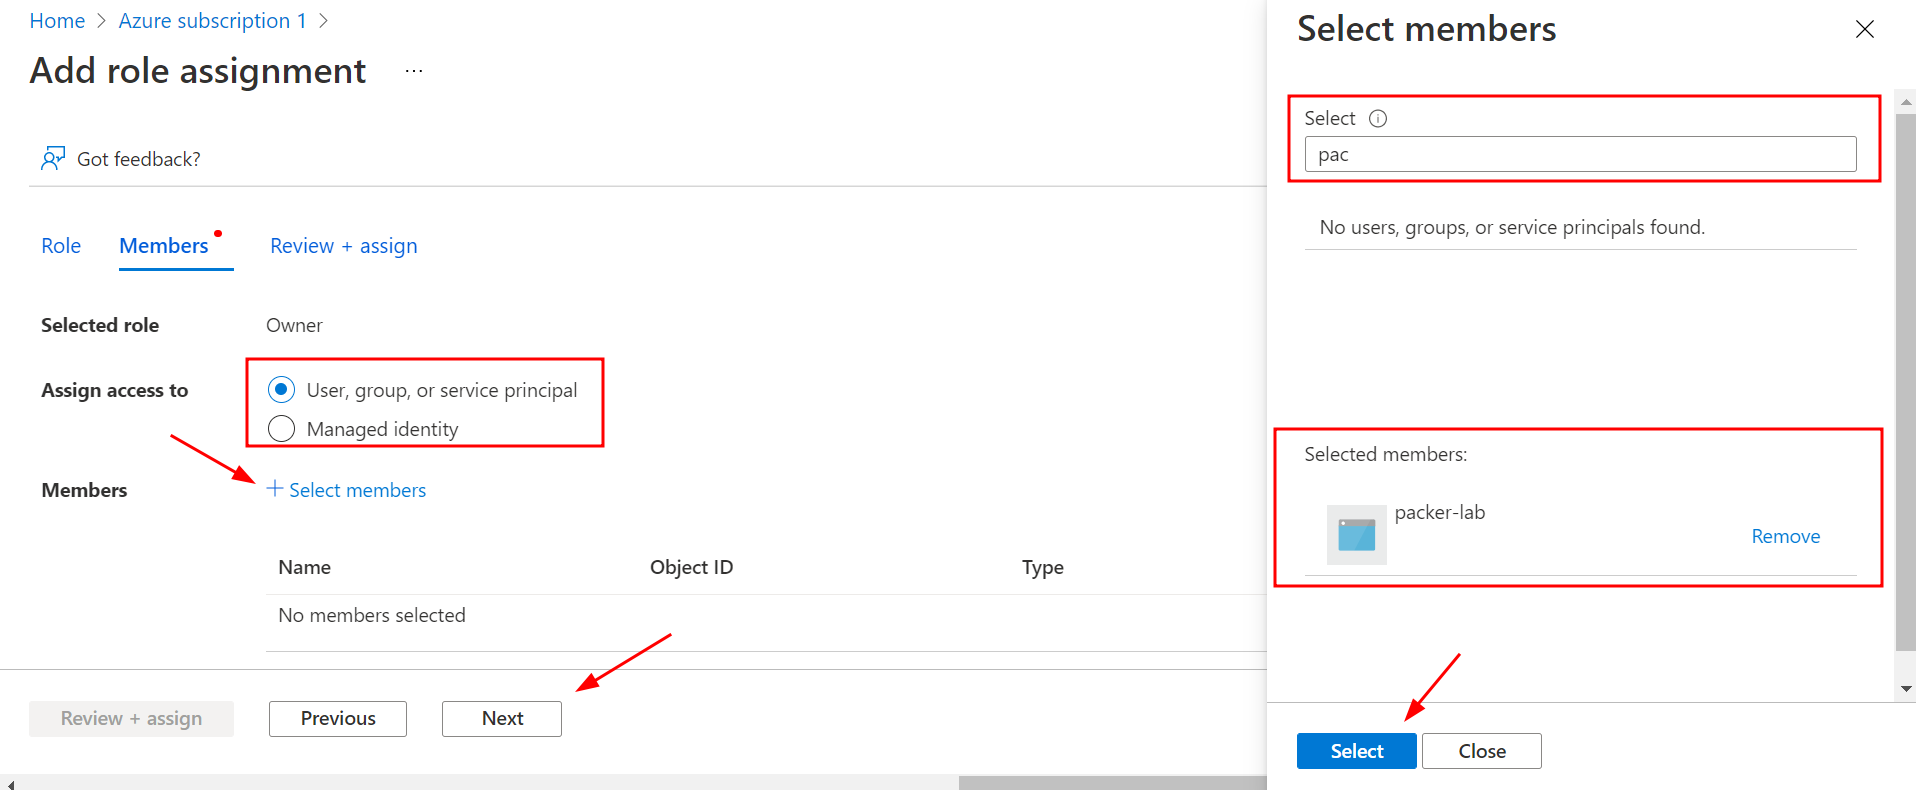 Home > Azure subscription 1 >
Add role assignment ...
Got feedback?
Role Members Review + assign
Selected role Owner
Assign access to User, group, or service principal
Managed identity
Members + Select members
Name Object ID Type
No members selected
Review + assign Previous Next
Select members
Select
pac
No users, groups, or service principals found.
Selected members:
packer-lab
Remove
Select Close